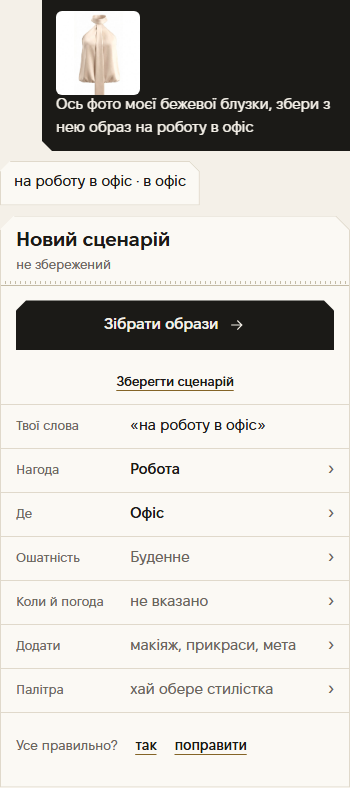 Ось фото моєї бежевої блузки, збери з
нею образ на роботу в офіс
на роботу в офіс · в офіс
Новий сценарій
не збережений
Зібрати образи →
Зберегти сценарій
Твої слова «на роботу в офіс»
Нагода Робота ›
Де Офіс ›
Ошатність Буденне ›
Коли й погода не вказано ›
Додати макіяж, прикраси, мета ›
Палітра хай обере стилістка ›
Усе правильно? так поправити